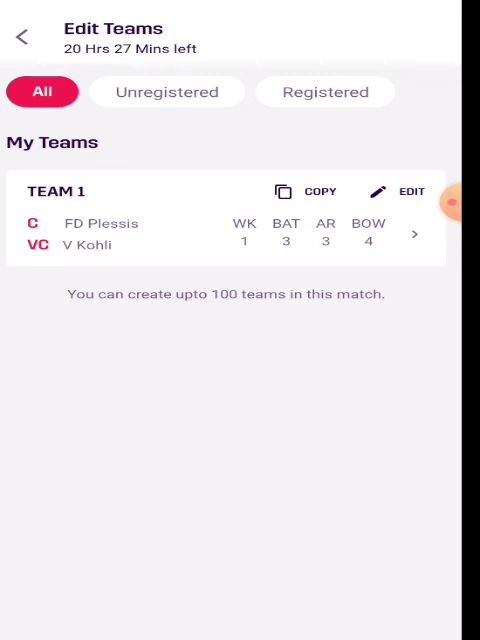 Edit Teams
20 Hrs 27 Mins left
All Unregistered Registered
My Teams
TEAM 1 COPY EDIT
C FD Plessis WK BAT AR BOW
VC V Kohli 1 3 3 4
You can create upto 100 teams in this match.